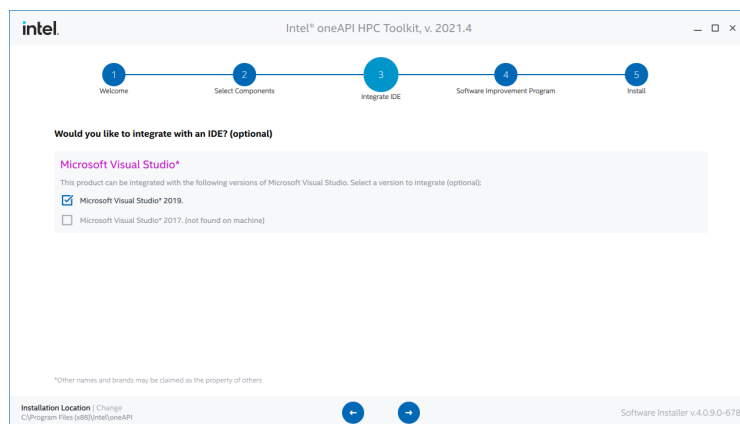 intel.
Intel® oneAPI HPC Toolkit, v. 2021.4
1
2
3
4
5
Welcome
Select Components
Integrate IDE
Software Improvement Program
Install
Would you like to integrate with an IDE? (optional)
Microsoft Visual Studio*
This product can be integrated with the following versions of Microsoft Visual Studio. Select a version to integrate (optional):
Microsoft Visual Studio* 2019.
Microsoft Visual Studio* 2017. (not found on machine)
*Other names and brands may be claimed as the property of others
Installation Location | Change
C:\Program Files (x86)\Intel\oneAPI
Software Installer v.4.0.9.0-678